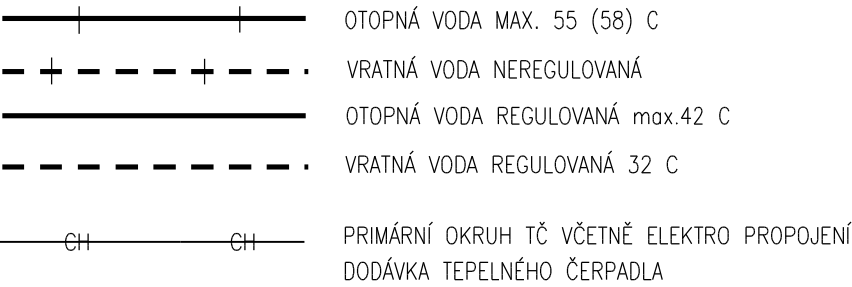 OTOPNÁ VODA MAX. 55 (58) C
VRATNÁ VODA NEREGULOVANÁ
OTOPNÁ VODA REGULOVANÁ max.42 C
VRATNÁ VODA REGULOVANÁ 32 C
CH CH PRIMÁRNÍ OKRUH TČ VČETNĚ ELEKTRO PROPOJENÍ
DODÁVKA TEPELNÉHO ČERPADLA